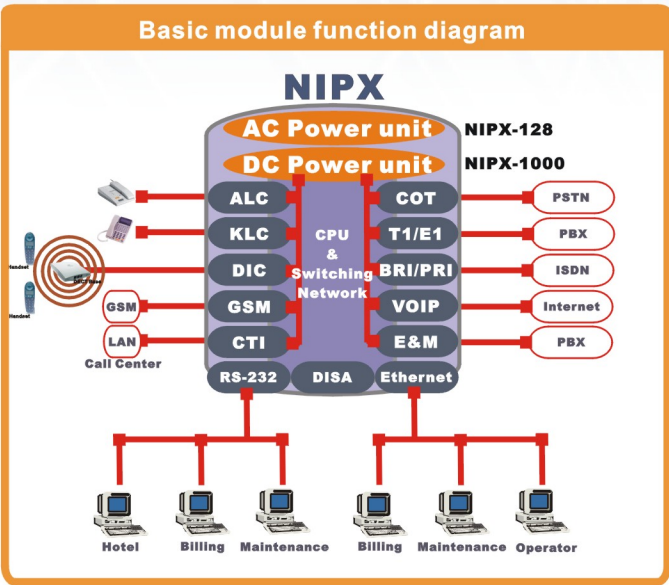 Basic module function diagram
NIPX
AC Power unit NIPX-128
DC Power unit NIPX-1000
ALC COT PSTN
KLC T1/E1 PBX
CPU
&
Switching
Network
Handset
DIC BRI/PRI ISDN
Handset
GSM GSM VOIP Internet
LAN CTI E&M PBX
Call Center
RS-232 DISA Ethernet
Hotel Billing Maintenance Billing Maintenance Operator